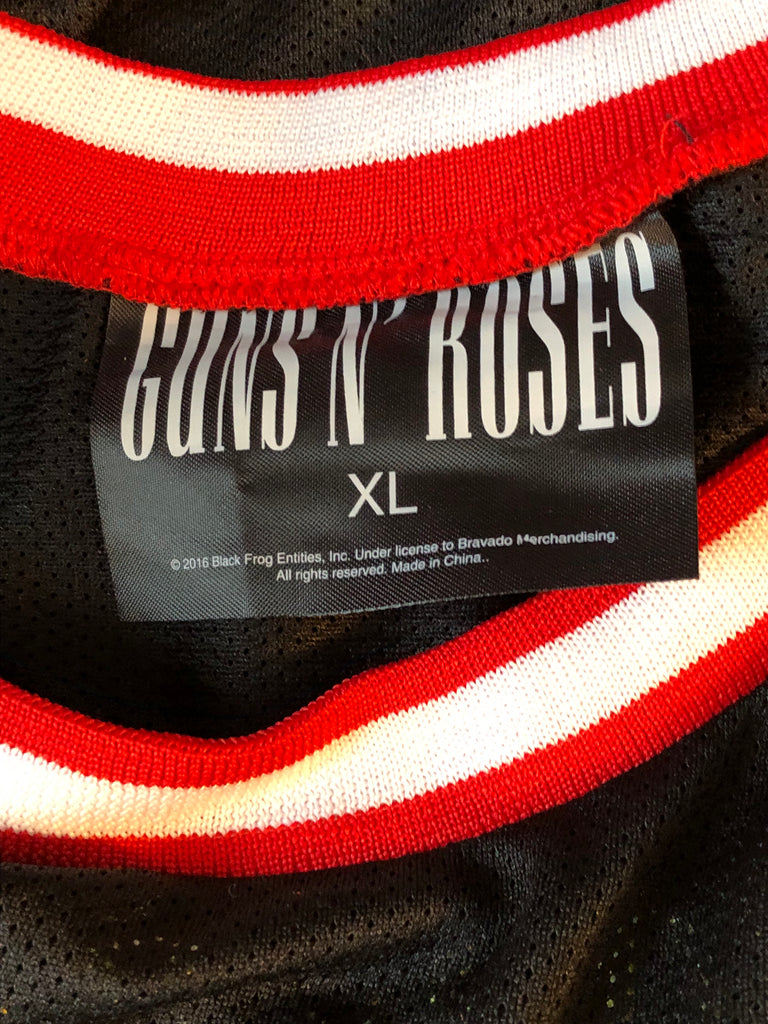 GUNS N' ROSES
XL
© 2016 Black Frog Entities, Inc. Under license to Bravado Merchandising.
All rights reserved. Made in China..